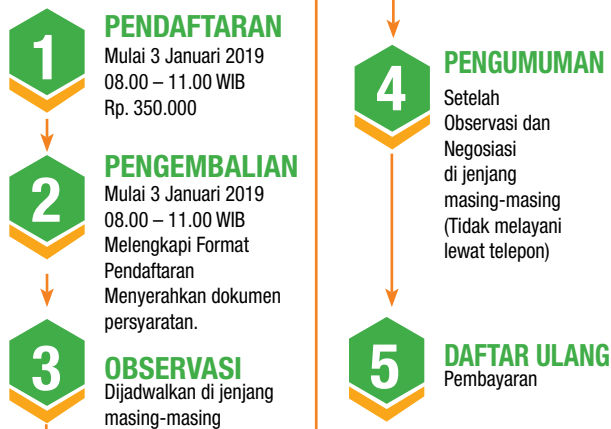 1
PENDAFTARAN
Mulai 3 Januari 2019
08.00 – 11.00 WIB
Rp. 350.000
2
PENGEMBALIAN
Mulai 3 Januari 2019
08.00 – 11.00 WIB
Melengkapi Format
Pendaftaran
Menyerahkan dokumen
persyaratan.
3
OBSERVASI
Dijadwalkan di jenjang
masing-masing
4
PENGUMUMAN
Setelah
Observasi dan
Negosiasi
di jenjang
masing-masing
(Tidak melayani
lewat telepon)
5
DAFTAR ULANG
Pembayaran